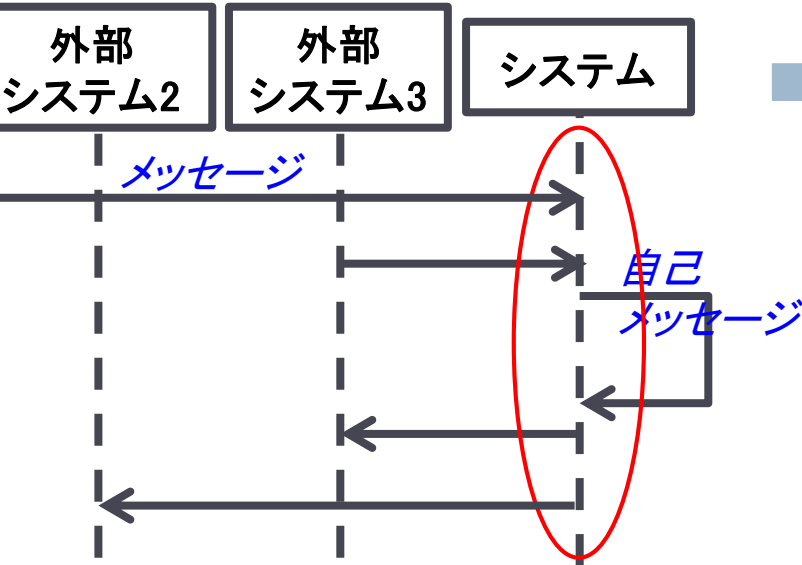 外部
システム2
外部
システム3
システム
メッセージ
自己
メッセージ